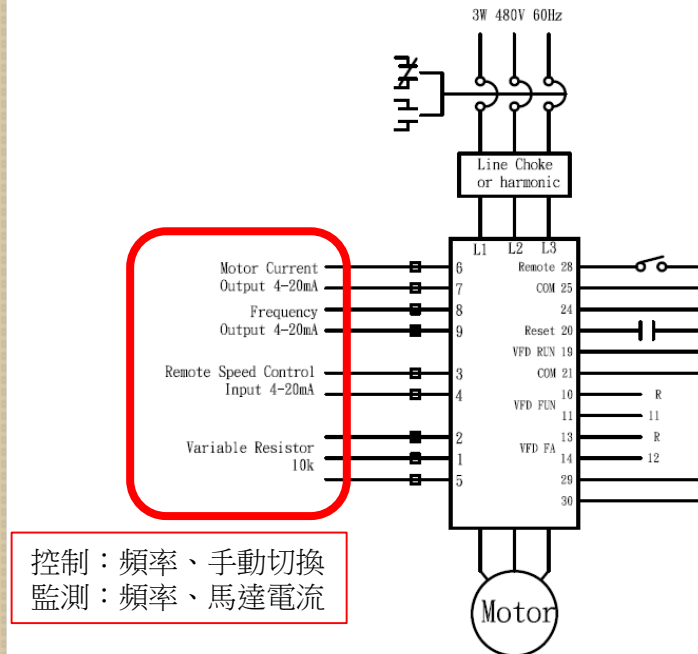 3W 480V 60Hz
Line Choke
or harmonic
L1 L2 L3
Motor Current
Output 4-20mA
6
7
Frequency
Output 4-20mA
8
9
Remote Speed Control
Input 4-20mA
3
4
Variable Resistor
10k
2
1
5
Remote 28
COM 25
24
Reset 20
VFD RUN 19
COM 21
VFD FUN
10 R
11 11
VFD FA
13 R
14 12
29
30
控制：頻率、手動切換
監測：頻率、馬達電流
Motor